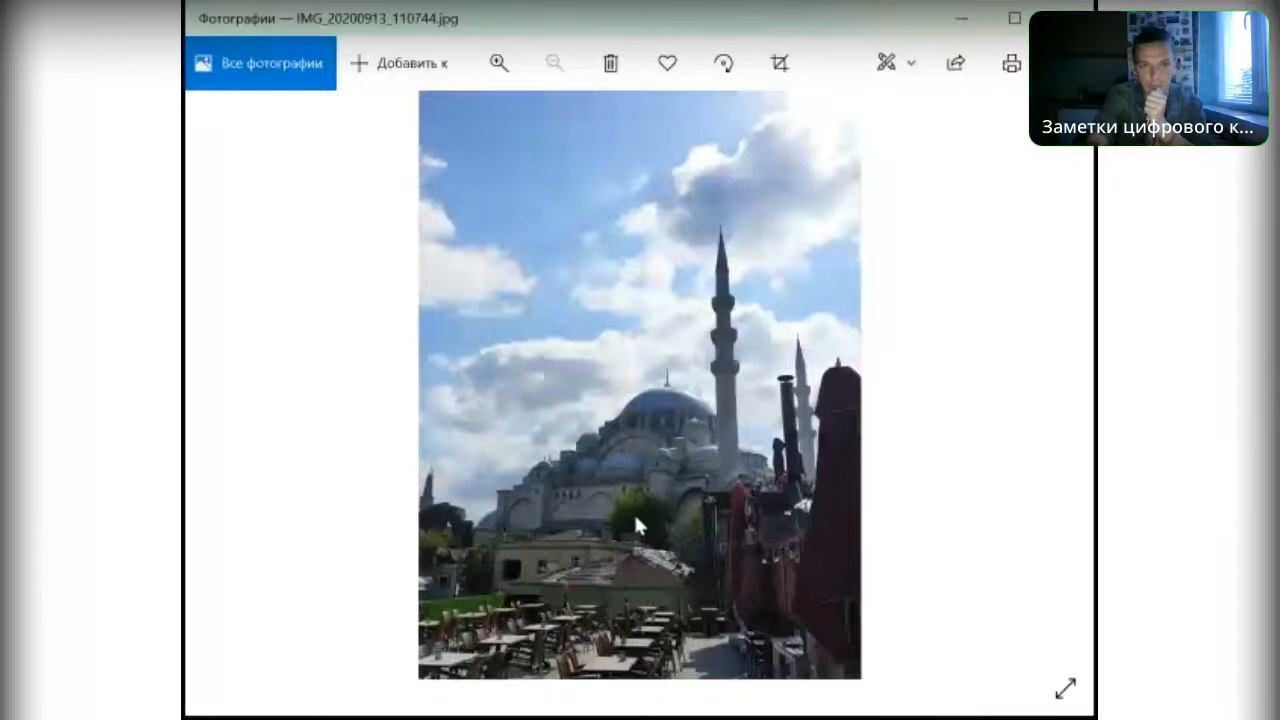 Фотографии — IMG_20200913_110744.jpg
Все фотографии
Добавить к
Заметки цифрового к...